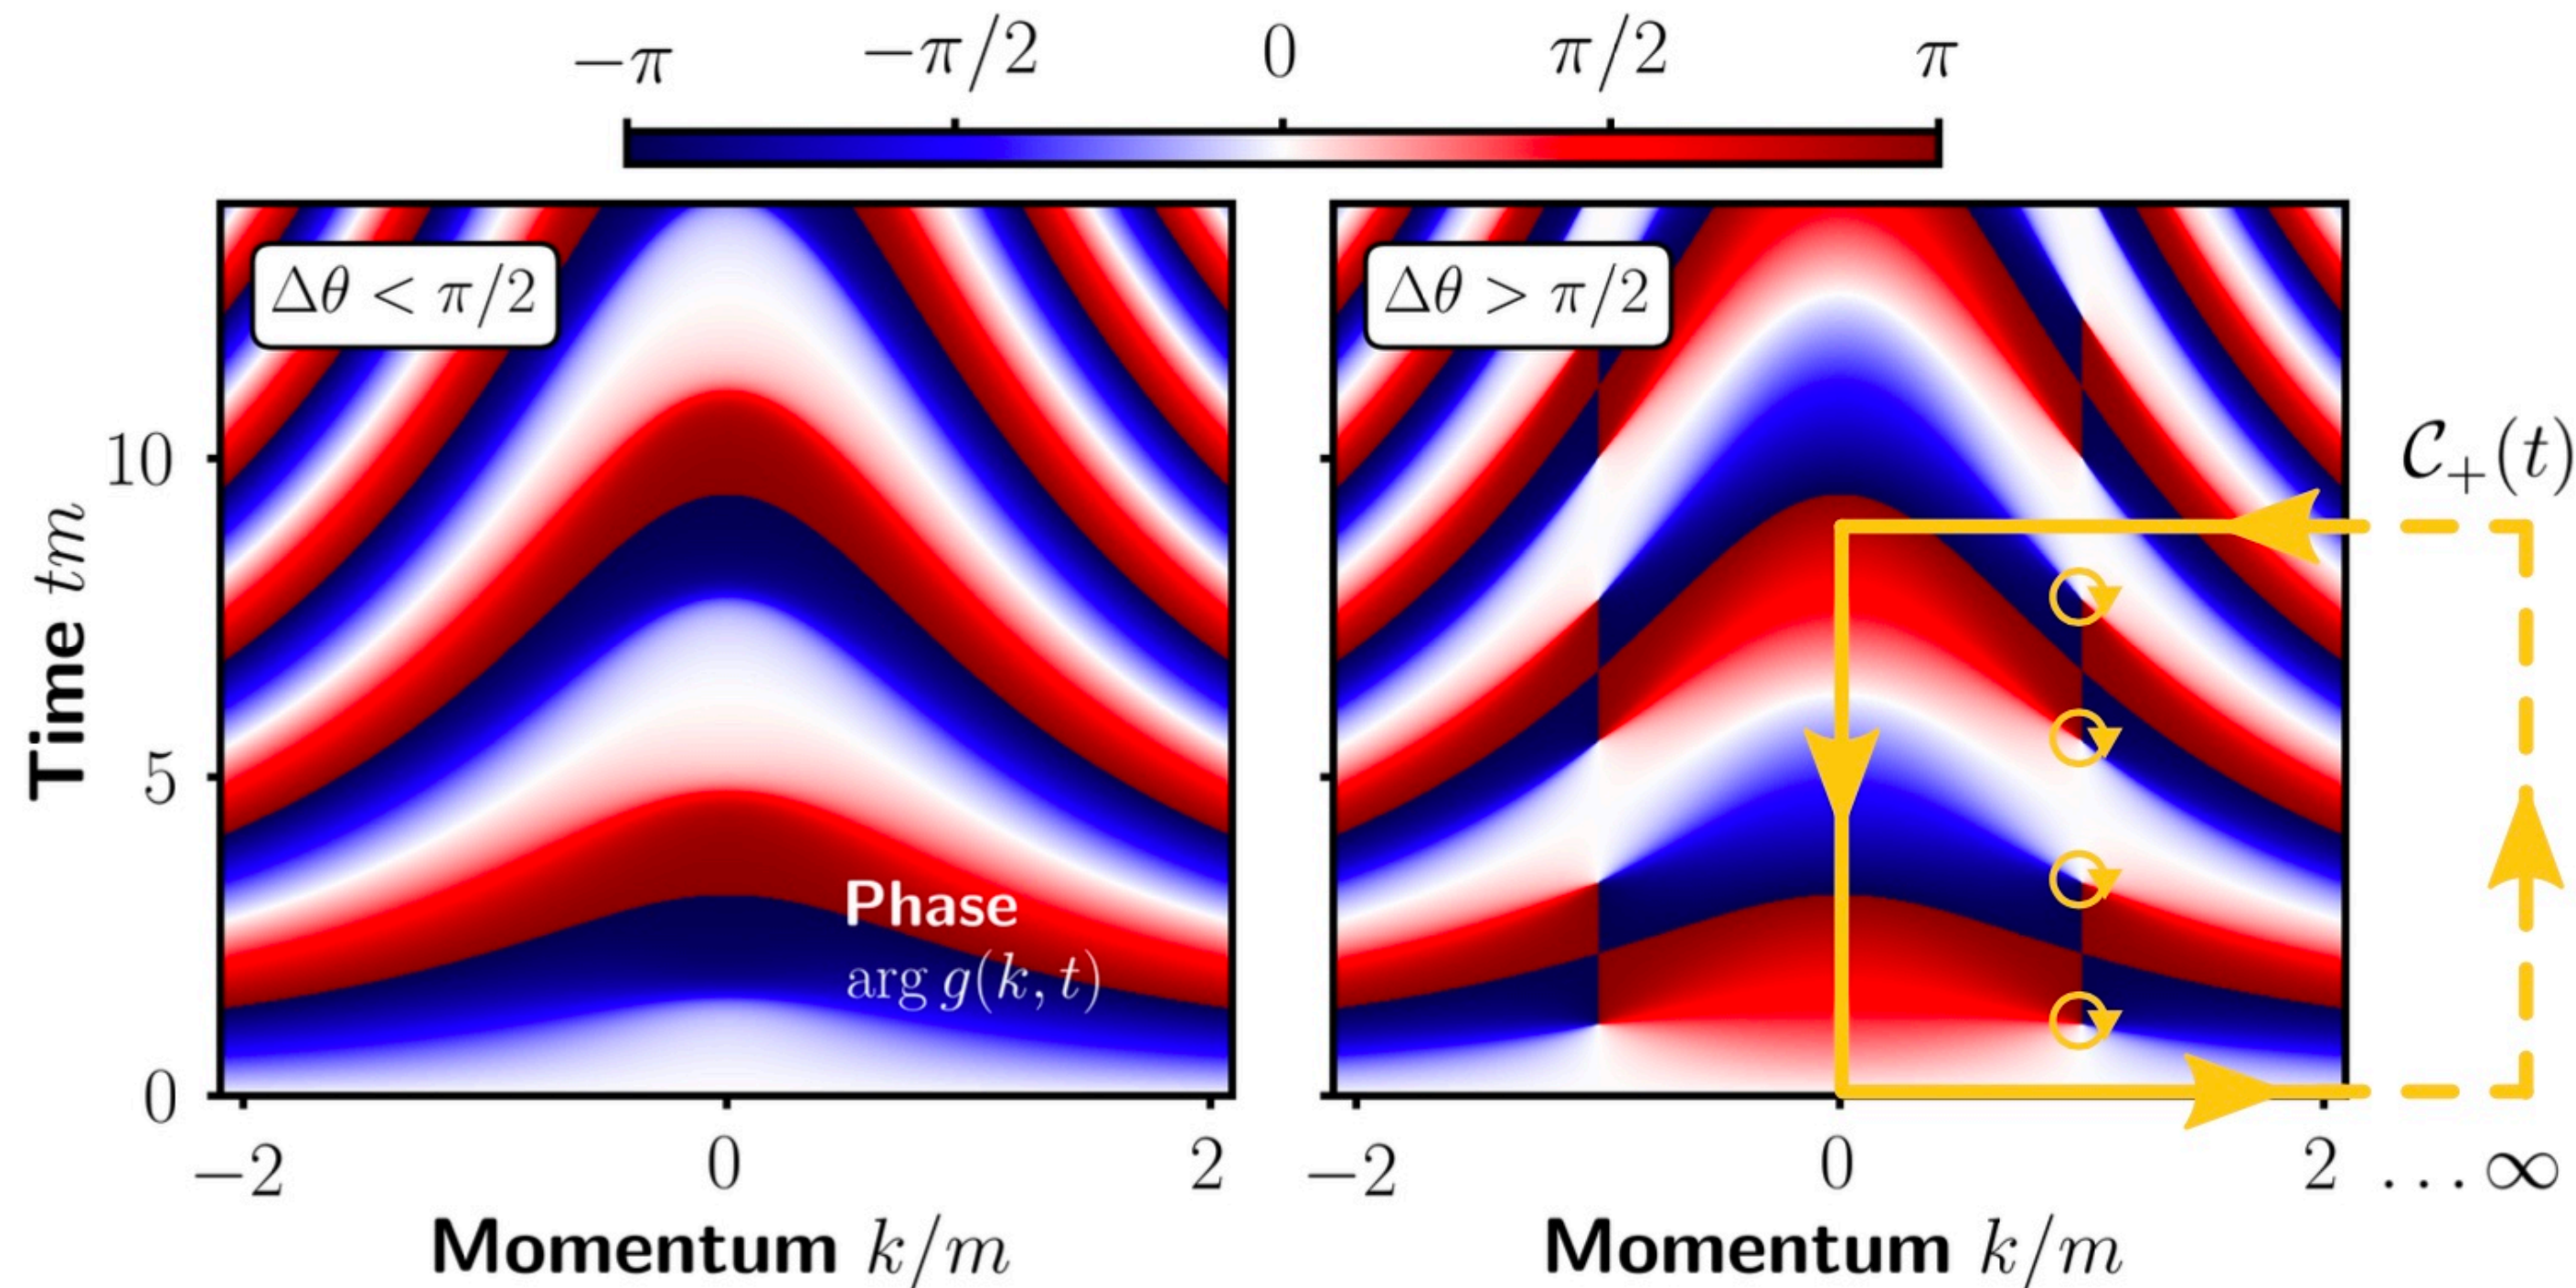 −π −π/2 0 π/2 π
Δθ < π/2
Δθ > π/2
𝒞₊(t)
Time tm
10
5
0
Phase
arg g(k, t)
−2 0 2
−2 0 2 ...∞
Momentum k/m
Momentum k/m